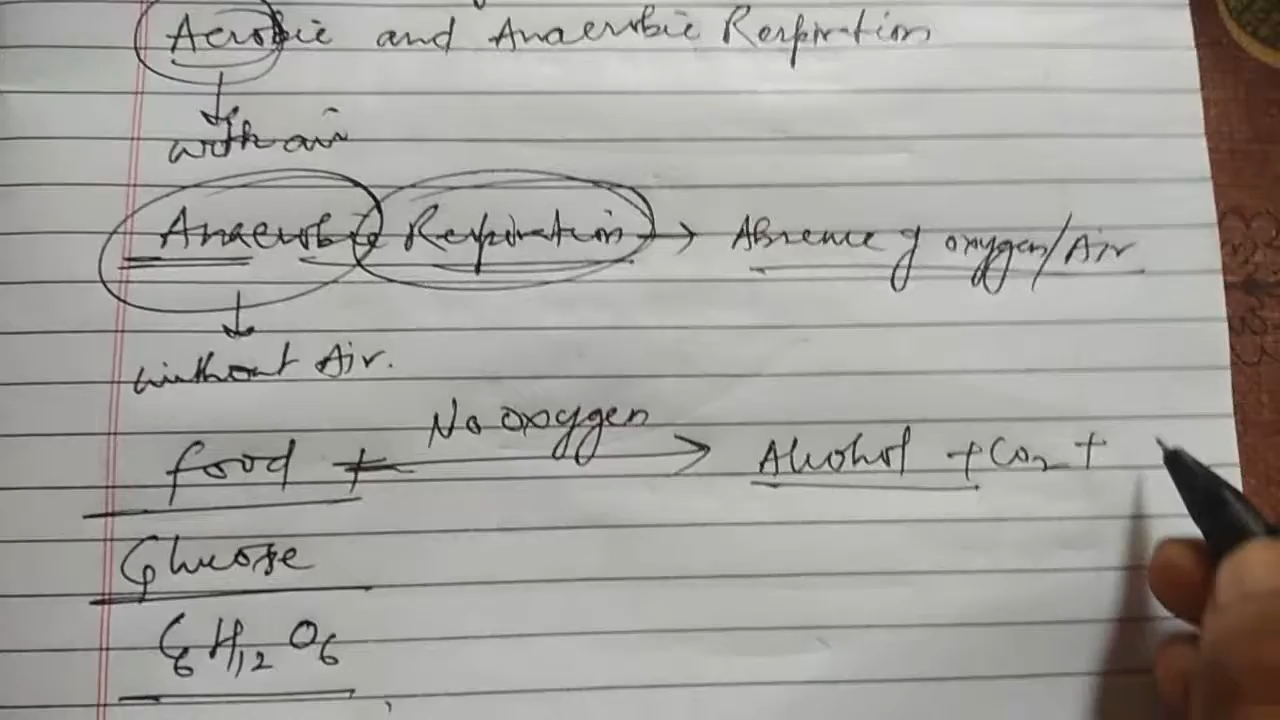 Aerobic and Anaerobic Respiration
with air
Anaerobic Respiration → Absence of oxygen/Air
without Air.
No oxygen
food + → Alcohol + Co2 +
Glucose
C6H12O6